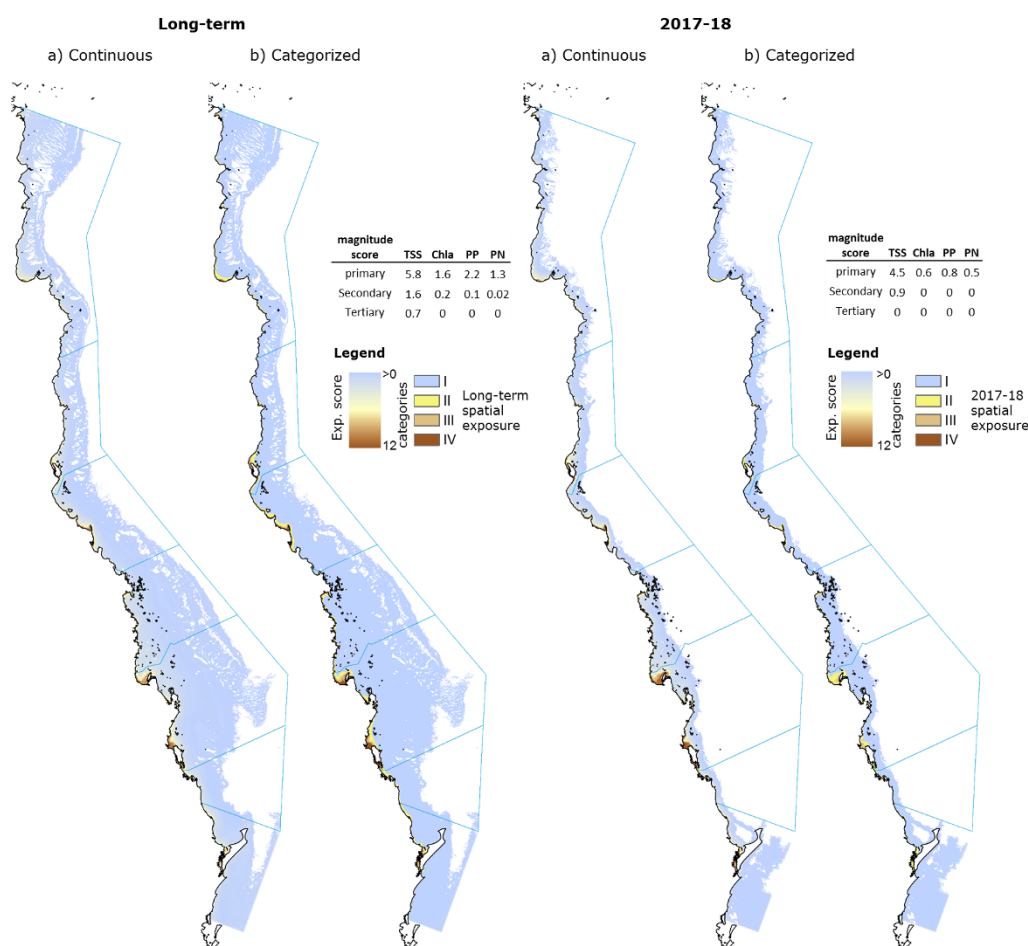 Long-term
2017-18
a) Continuous
b) Categorized
a) Continuous
b) Categorized
magnitude
score TSS Chla PP PN
primary 5.8 1.6 2.2 1.3
Secondary 1.6 0.2 0.1 0.02
Tertiary 0.7 0 0 0
Legend
Exp. score
>0
12
categories
I
II
III
IV
Long-term
spatial
exposure
magnitude
score TSS Chla PP PN
primary 4.5 0.6 0.8 0.5
Secondary 0.9 0 0 0
Tertiary 0 0 0 0
Legend
Exp. score
>0
12
categories
I
II
III
IV
2017-18
spatial
exposure